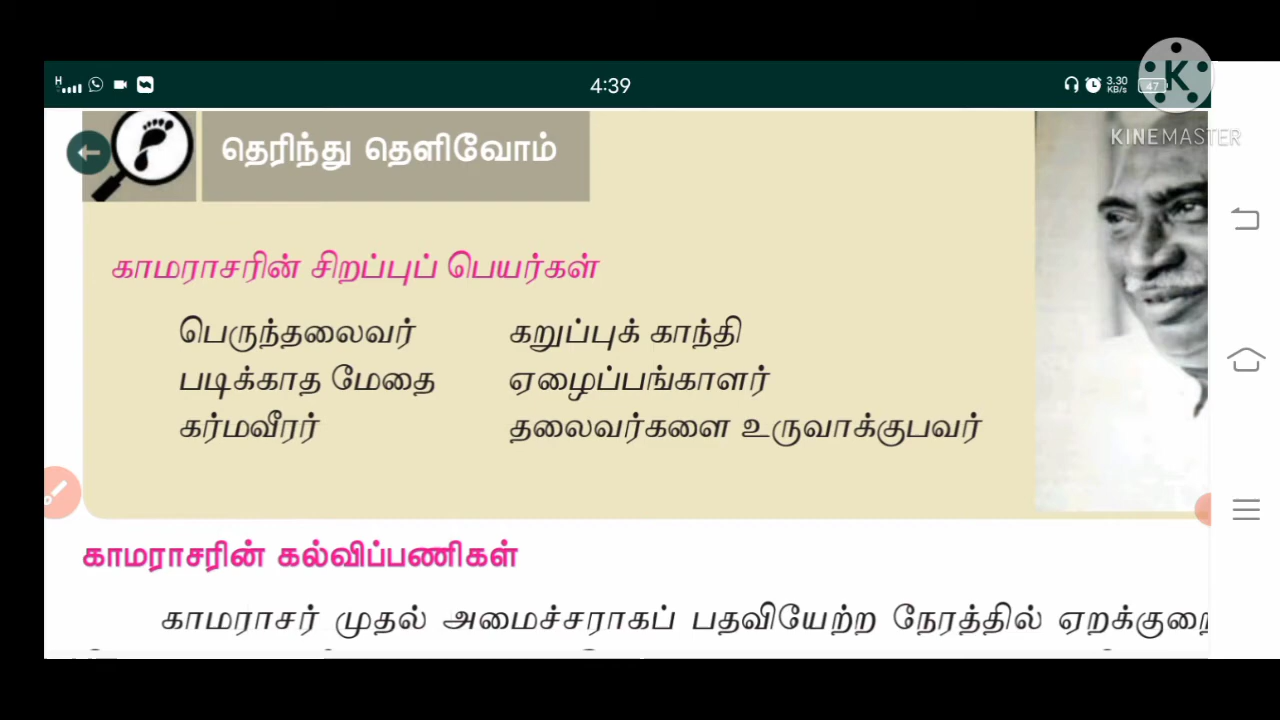 H 4:39 3.30 KB/s 47
K
KINEMASTER
தெரிந்து தெளிவோம்
காமராசரின் சிறப்புப் பெயர்கள்
பெருந்தலைவர் கறுப்புக் காந்தி
படிக்காத மேதை ஏழைப்பங்காளர்
கர்மவீரர் தலைவர்களை உருவாக்குபவர்
காமராசரின் கல்விப்பணிகள்
காமராசர் முதல் அமைச்சராகப் பதவியேற்ற நேரத்தில்